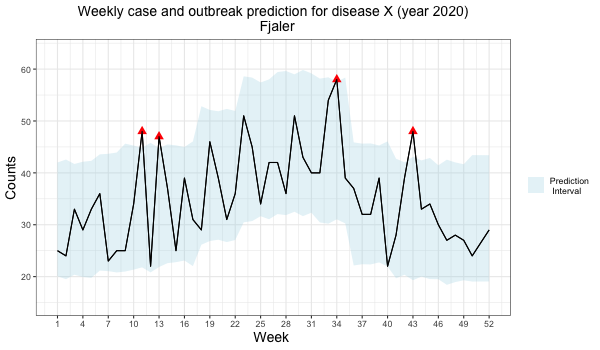 Weekly case and outbreak prediction for disease X (year 2020)
Fjaler
Counts
60
50
40
30
20
1 4 7 10 13 16 19 22 25 28 31 34 37 40 43 46 49 52
Week
Prediction
Interval